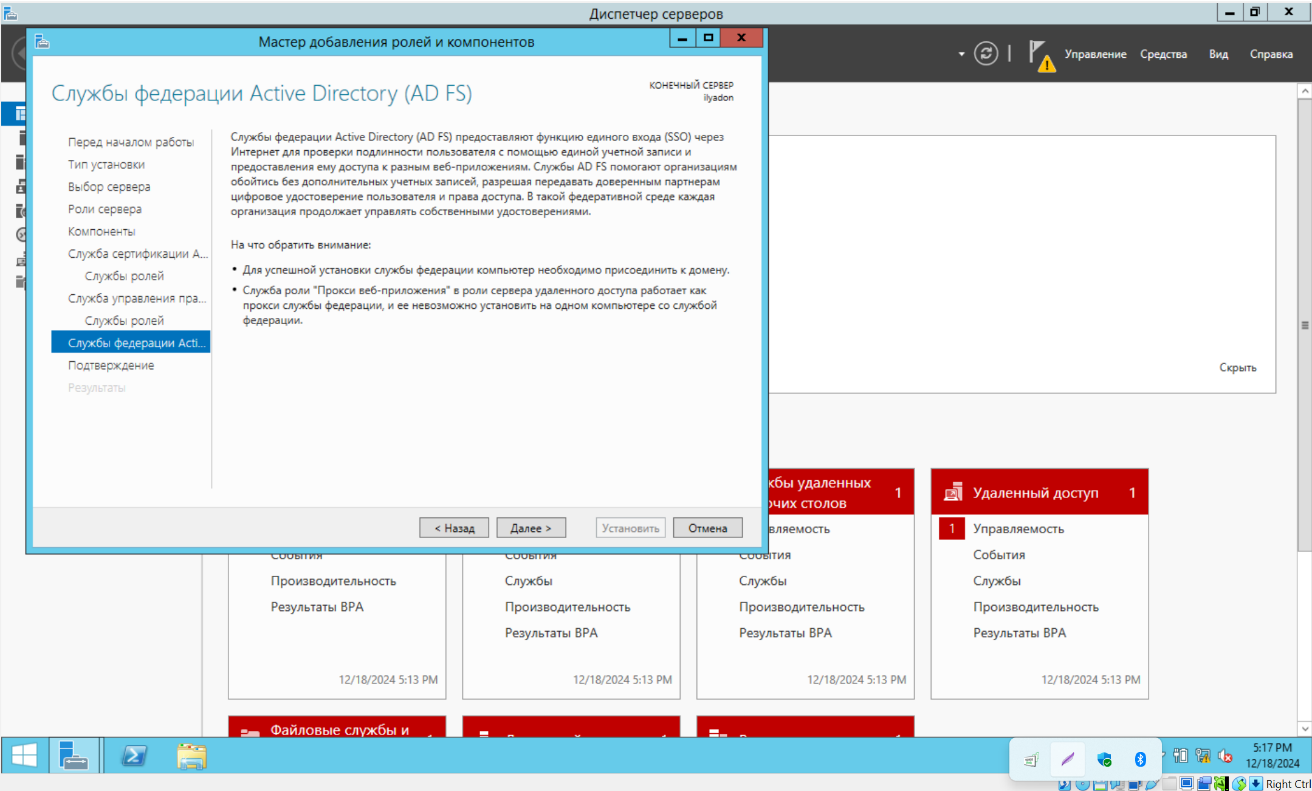 Диспетчер серверов
Мастер добавления ролей и компонентов
Управление Средства Вид Справка
Службы федерации Active Directory (AD FS)
КОНЕЧНЫЙ СЕРВЕР
ilyadon
Перед началом работы
Тип установки
Выбор сервера
Роли сервера
Компоненты
Служба сертификации A...
Службы ролей
Служба управления пра...
Службы ролей
Службы федерации Acti...
Подтверждение
Результаты
Службы федерации Active Directory (AD FS) предоставляют функцию единого входа (SSO) через
Интернет для проверки подлинности пользователя с помощью единой учетной записи и
предоставления ему доступа к разным веб-приложениям. Службы AD FS помогают организациям
обойтись без дополнительных учетных записей, разрешая передавать доверенным партнерам
цифровое удостоверение пользователя и права доступа. В такой федеративной среде каждая
организация продолжает управлять собственными удостоверениями.
На что обратить внимание:
• Для успешной установки службы федерации компьютер необходимо присоединить к домену.
• Служба роли "Прокси веб-приложения" в роли сервера удаленного доступа работает как
прокси службы федерации, и ее невозможно установить на одном компьютере со службой
федерации.
< Назад Далее > Установить Отмена
Скрыть
События
Производительность
Результаты BPA
12/18/2024 5:13 PM
События
Службы
Производительность
Результаты BPA
12/18/2024 5:13 PM
жбы удаленных
очих столов 1
вляемость
События
Службы
Производительность
Результаты BPA
12/18/2024 5:13 PM
Удаленный доступ 1
1 Управляемость
События
Службы
Производительность
Результаты BPA
12/18/2024 5:13 PM
Файловые службы и
5:17 PM
12/18/2024
Right Ctrl